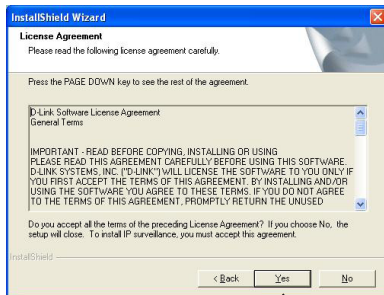 InstallShield Wizard
License Agreement
Please read the following license agreement carefully.
Press the PAGE DOWN key to see the rest of the agreement.
D-Link Software License Agreement
General Terms
IMPORTANT - READ BEFORE COPYING, INSTALLING OR USING
PLEASE READ THIS AGREEMENT CAREFULLY BEFORE USING THIS SOFTWARE.
D-LINK SYSTEMS, INC. ("D-LINK") WILL LICENSE THE SOFTWARE TO YOU ONLY IF
YOU FIRST ACCEPT THE TERMS OF THIS AGREEMENT. BY INSTALLING AND/OR
USING THE SOFTWARE YOU AGREE TO THESE TERMS. IF YOU DO NOT AGREE
TO THE TERMS OF THIS AGREEMENT, PROMPTLY RETURN THE UNUSED
Do you accept all the terms of the preceding License Agreement? If you choose No, the
setup will close. To install IP surveillance, you must accept this agreement.
InstallShield
< Back Yes No